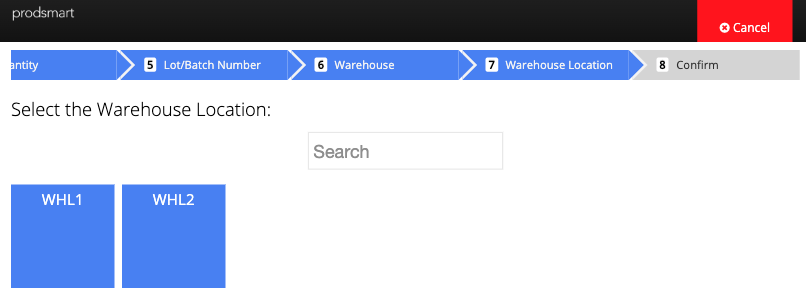 prodsmart
Cancel
antity
5 Lot/Batch Number
6 Warehouse
7 Warehouse Location
8 Confirm
Select the Warehouse Location:
Search
WHL1
WHL2